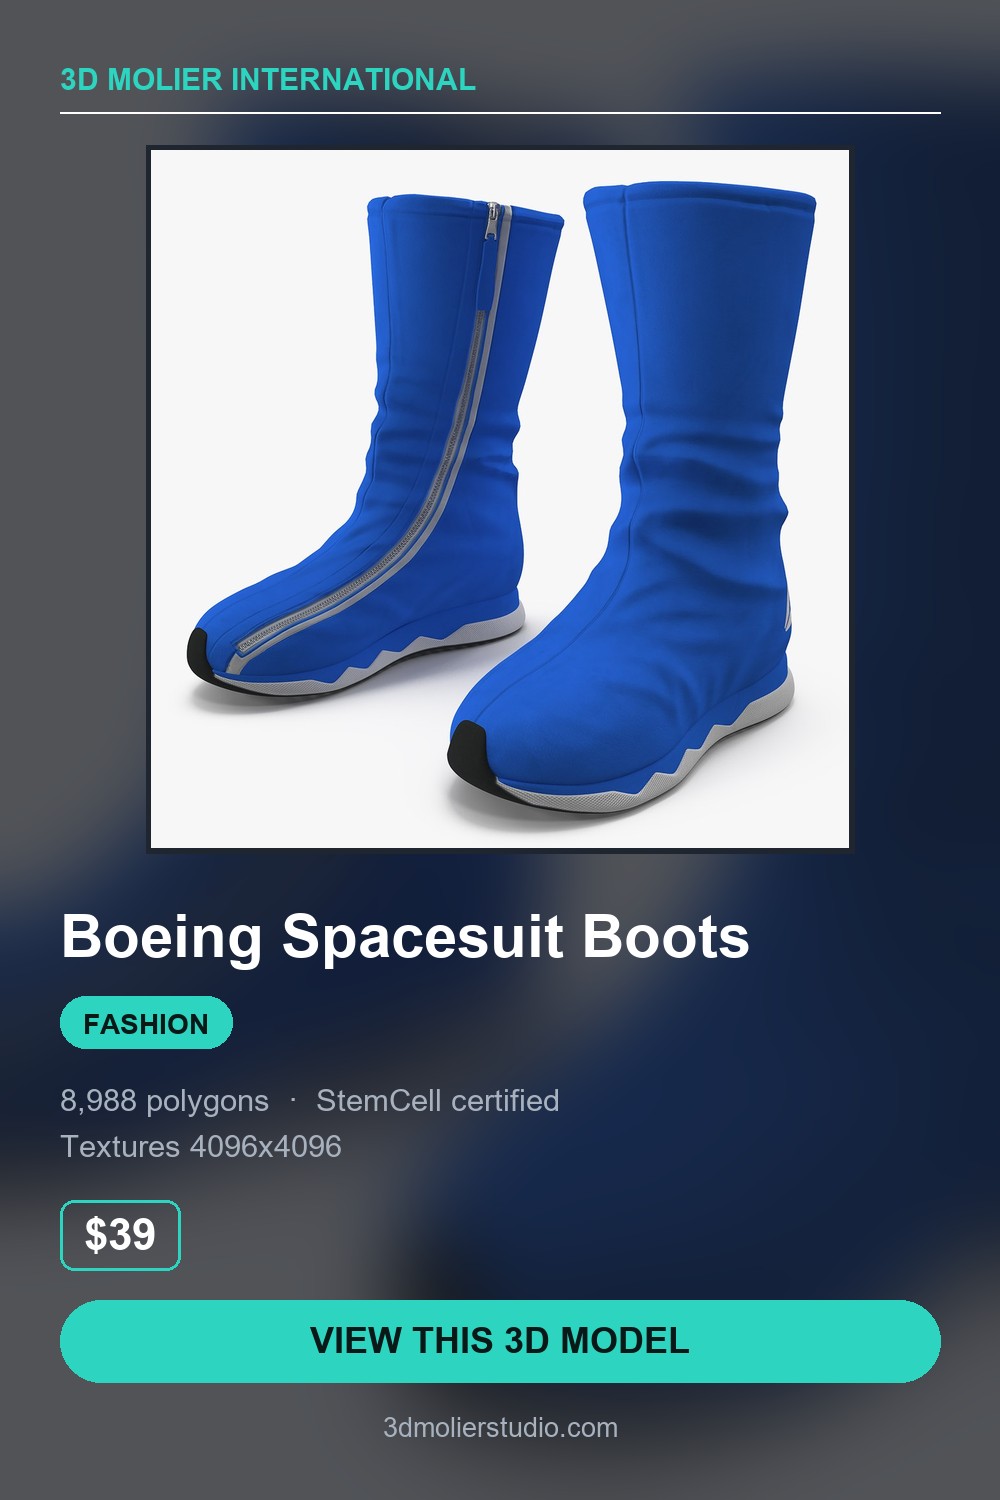 3D MOLIER INTERNATIONAL
Boeing Spacesuit Boots
FASHION
8,988 polygons · StemCell certified
Textures 4096x4096
$39
VIEW THIS 3D MODEL
3dmolierstudio.com